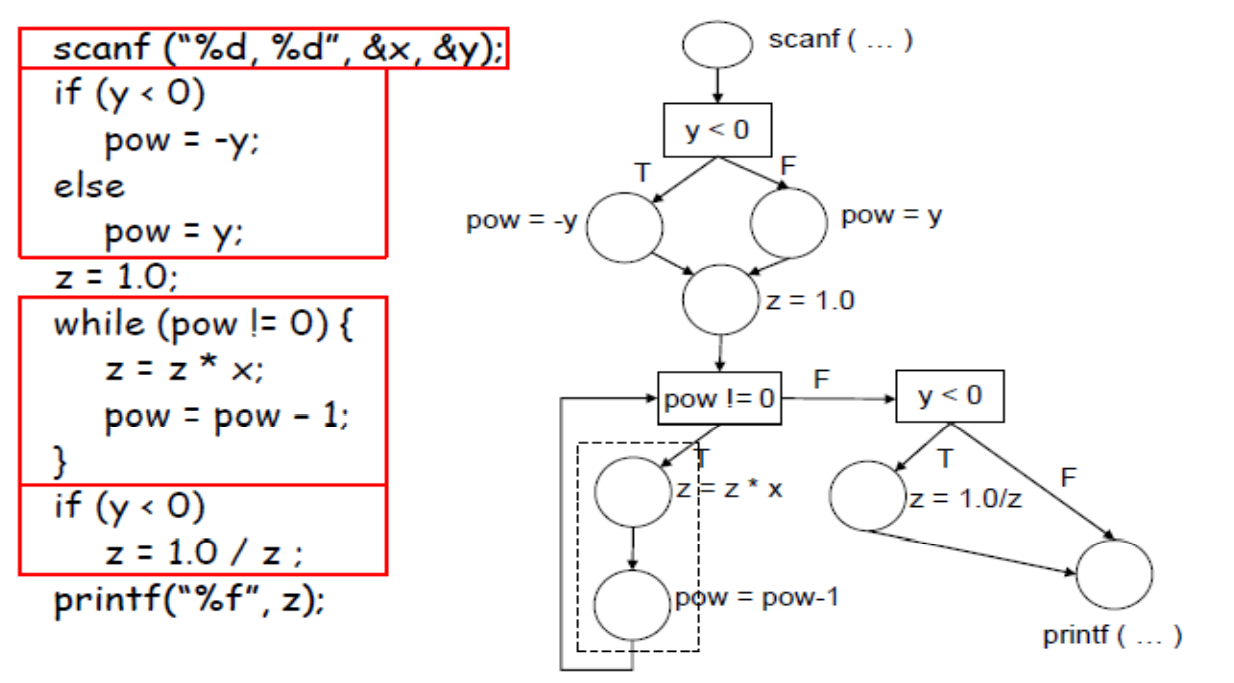 scanf ("%d, %d", &x, &y);
if (y < 0)
pow = -y;
else
pow = y;
z = 1.0;
while (pow != 0) {
z = z * x;
pow = pow – 1;
}
if (y < 0)
z = 1.0 / z ;
printf("%f", z);
scanf ( ... )
y < 0
T
F
pow = -y
pow = y
z = 1.0
pow != 0
F
y < 0
T
z = z * x
T
z = 1.0/z
F
pow = pow-1
printf ( ... )